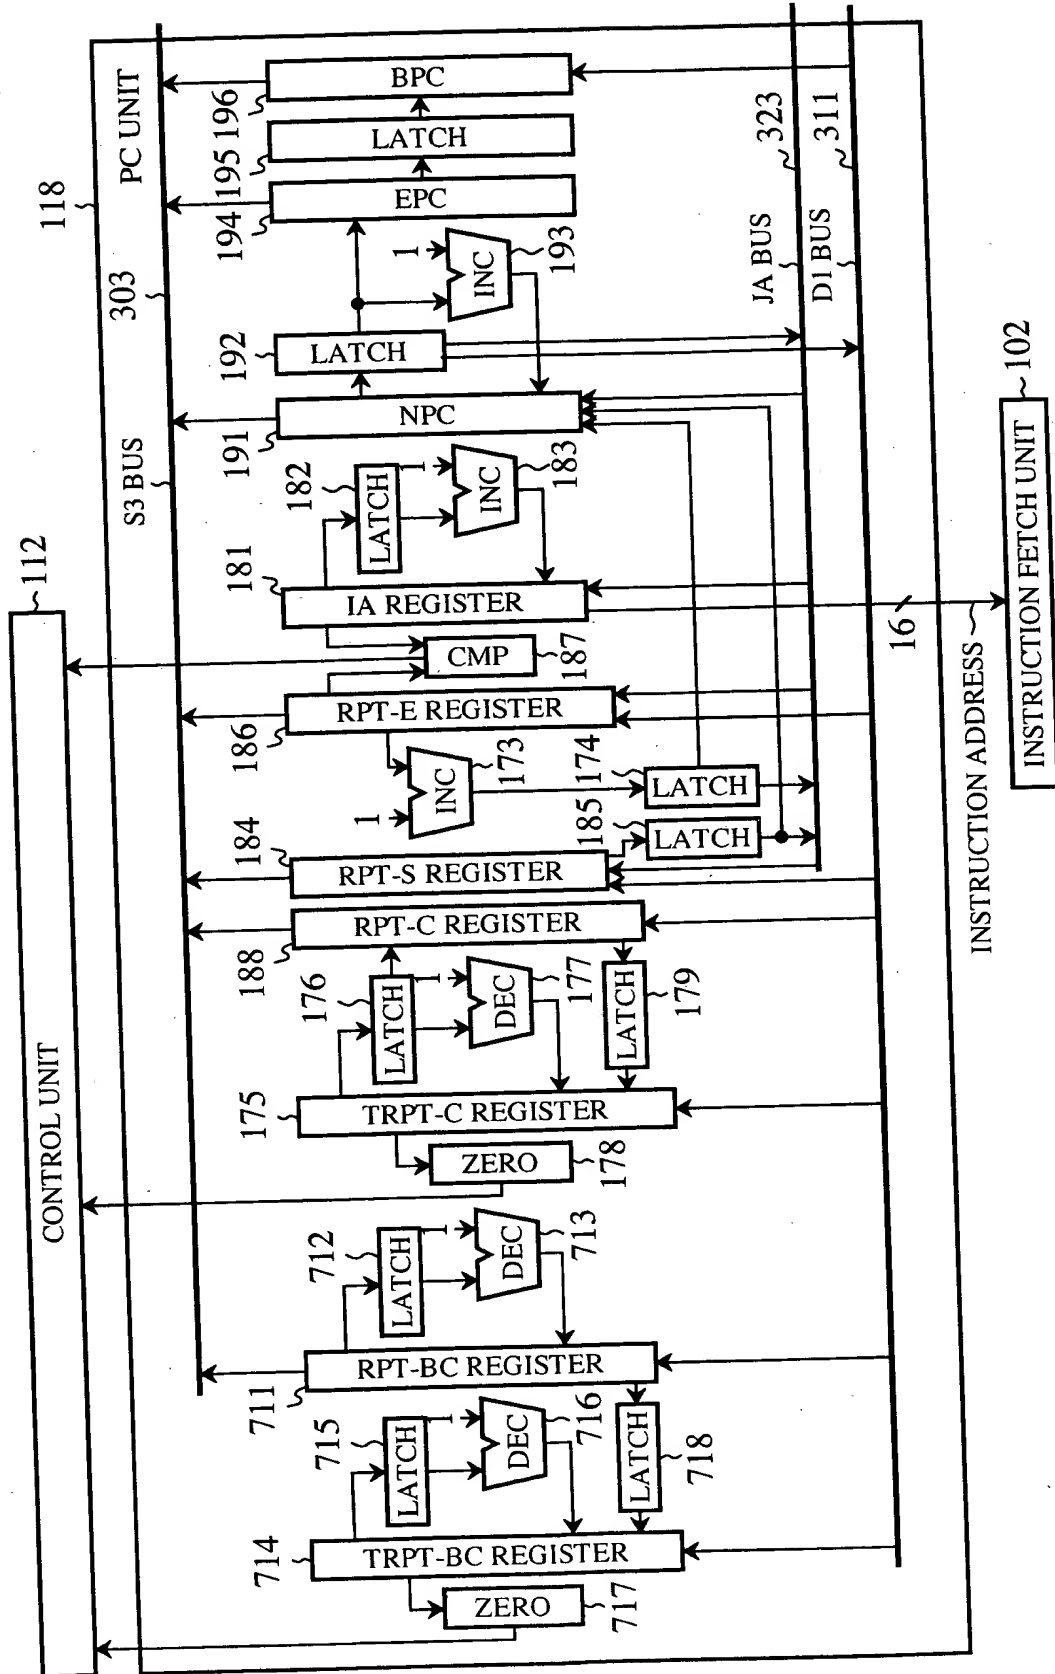 112
CONTROL UNIT
118
PC UNIT
S3 BUS
303
714
TRPT-BC REGISTER
ZERO
717
715
LATCH
1
DEC
716
LATCH
718
711
RPT-BC REGISTER
712
LATCH
1
DEC
713
175
TRPT-C REGISTER
ZERO
178
176
LATCH
1
DEC
177
LATCH
179
188
RPT-C REGISTER
184
RPT-S REGISTER
185
LATCH
1
INC
173
174
LATCH
186
RPT-E REGISTER
CMP
187
181
IA REGISTER
182
LATCH
1
INC
183
191
NPC
192
LATCH
1
INC
193
194
EPC
195
LATCH
196
BPC
JA BUS
323
D1 BUS
311
16
INSTRUCTION ADDRESS
INSTRUCTION FETCH UNIT
102